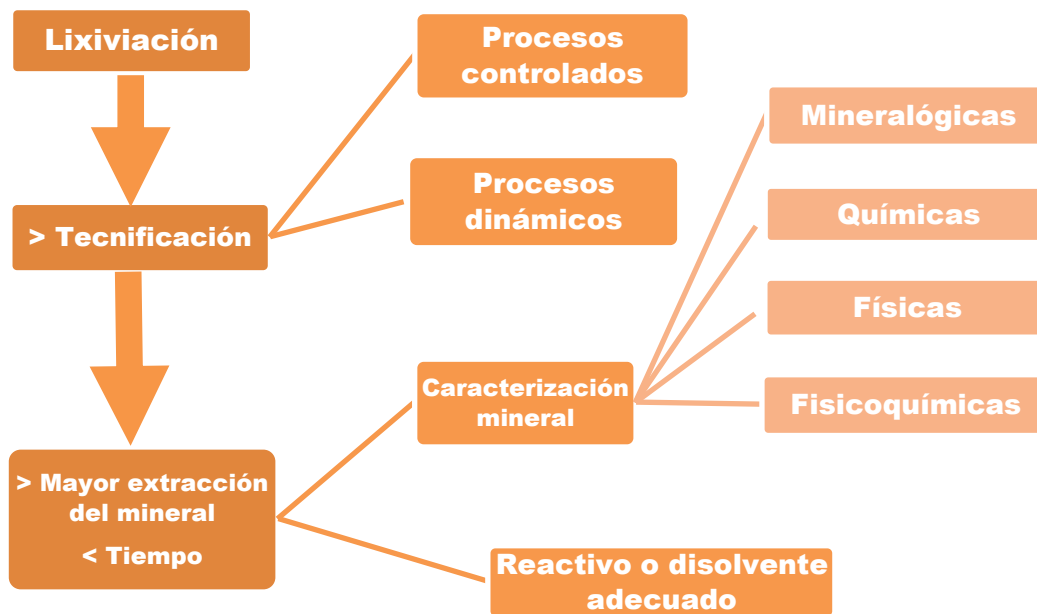 Lixiviación
> Tecnificación
> Mayor extracción
del mineral
< Tiempo
Procesos
controlados
Procesos
dinámicos
Caracterización
mineral
Reactivo o disolvente
adecuado
Mineralógicas
Químicas
Físicas
Fisicoquímicas